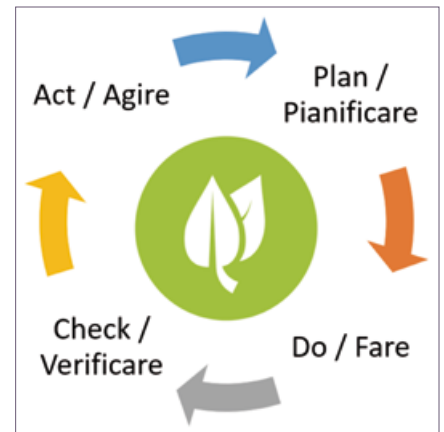 Act / Agire
Plan /
Pianificare
Do / Fare
Check /
Verificare